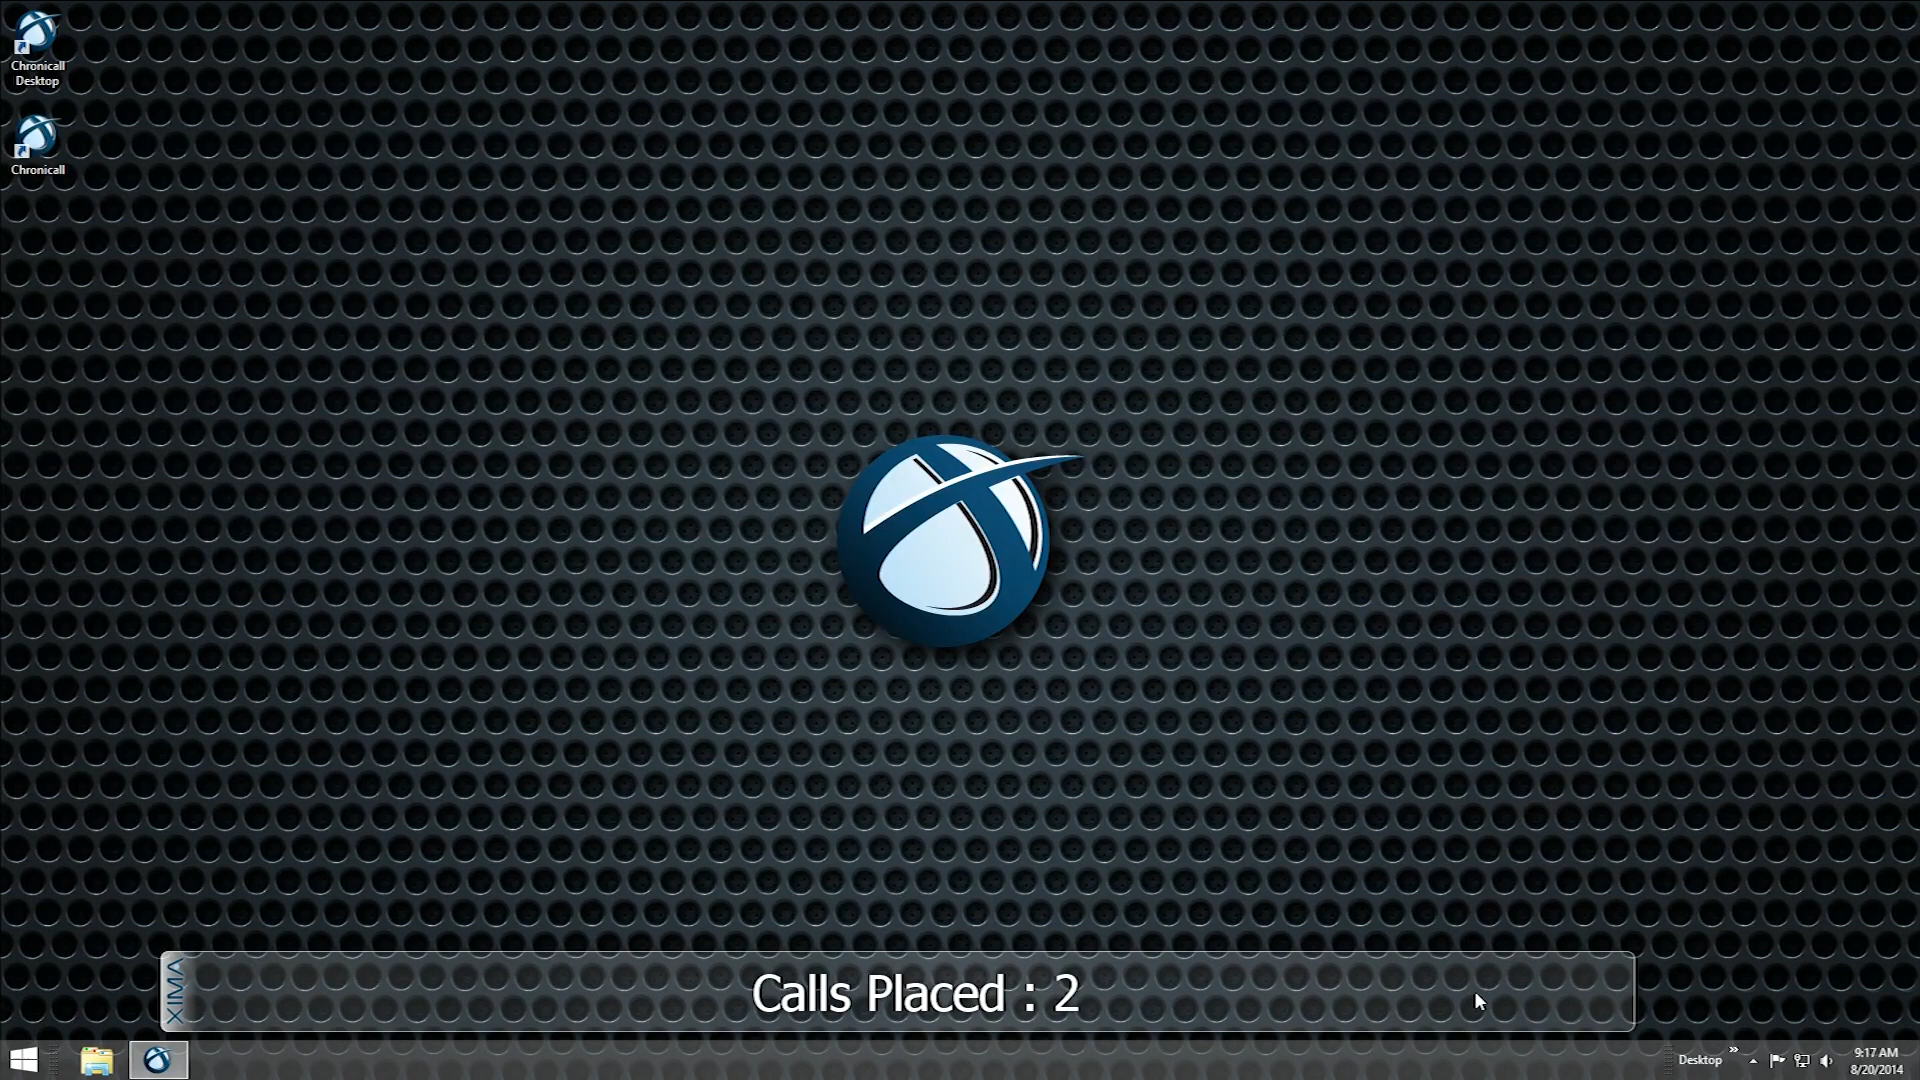 Chronicall
Desktop
Chronicall
XIMA
Calls Placed : 2
Desktop
9:17 AM
8/20/2014